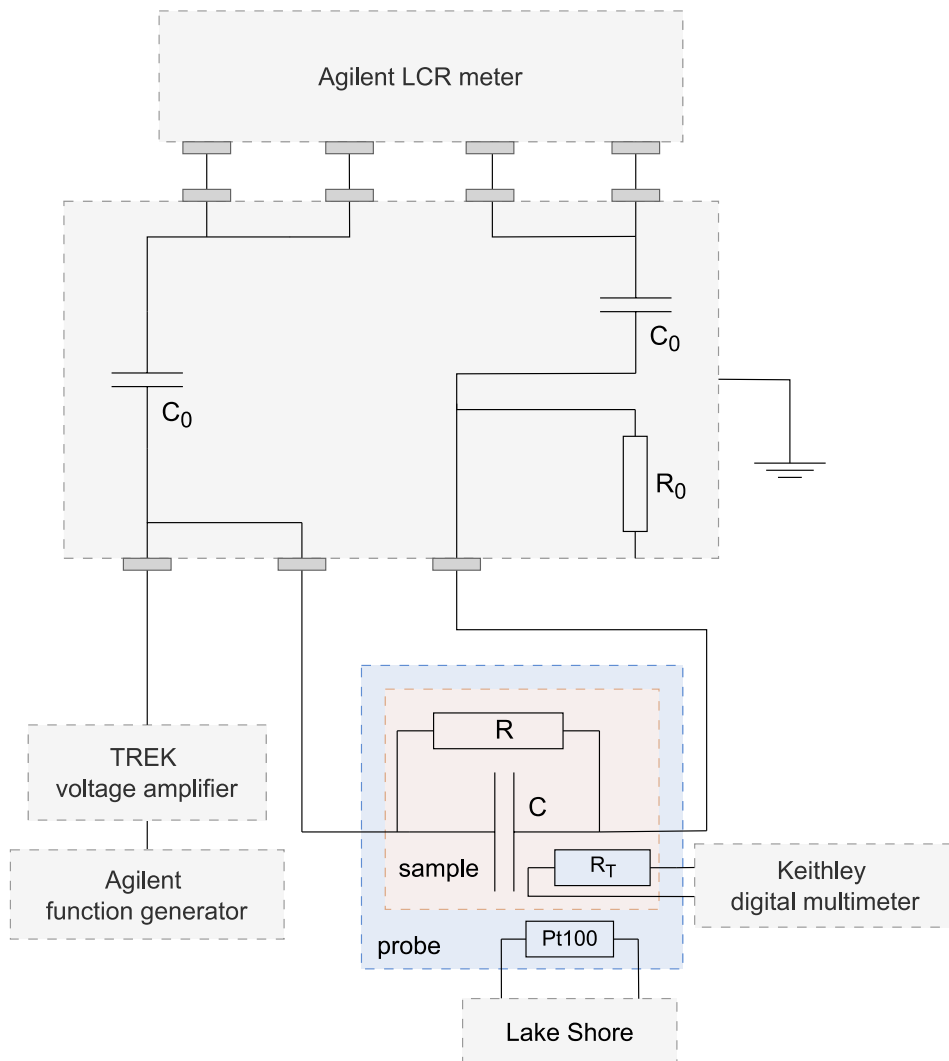 Agilent LCR meter
C0
C0
R0
TREK
voltage amplifier
Agilent
function generator
R
C
sample
RT
Keithley
digital multimeter
probe
Pt100
Lake Shore